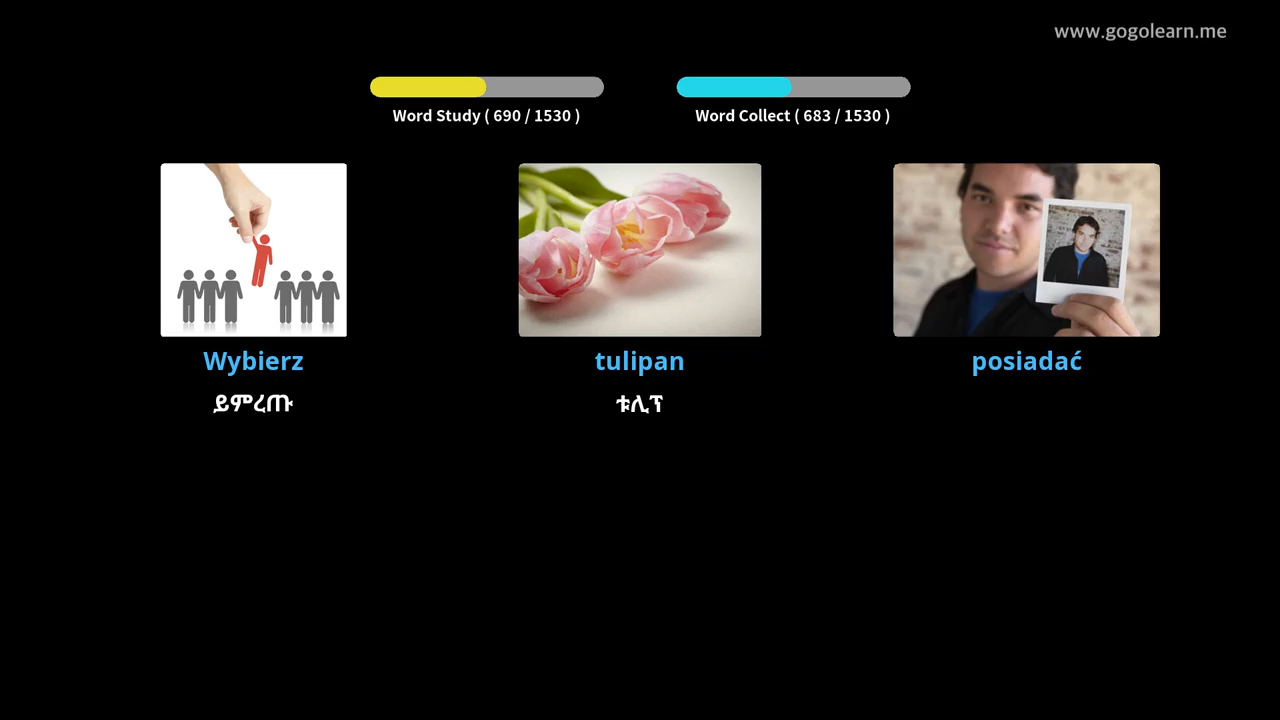 www.gogolearn.me
Word Study ( 690 / 1530 )
Word Collect ( 683 / 1530 )
Wybierz
tulipan
posiadać
ይምረጡ
ቱሊፕ